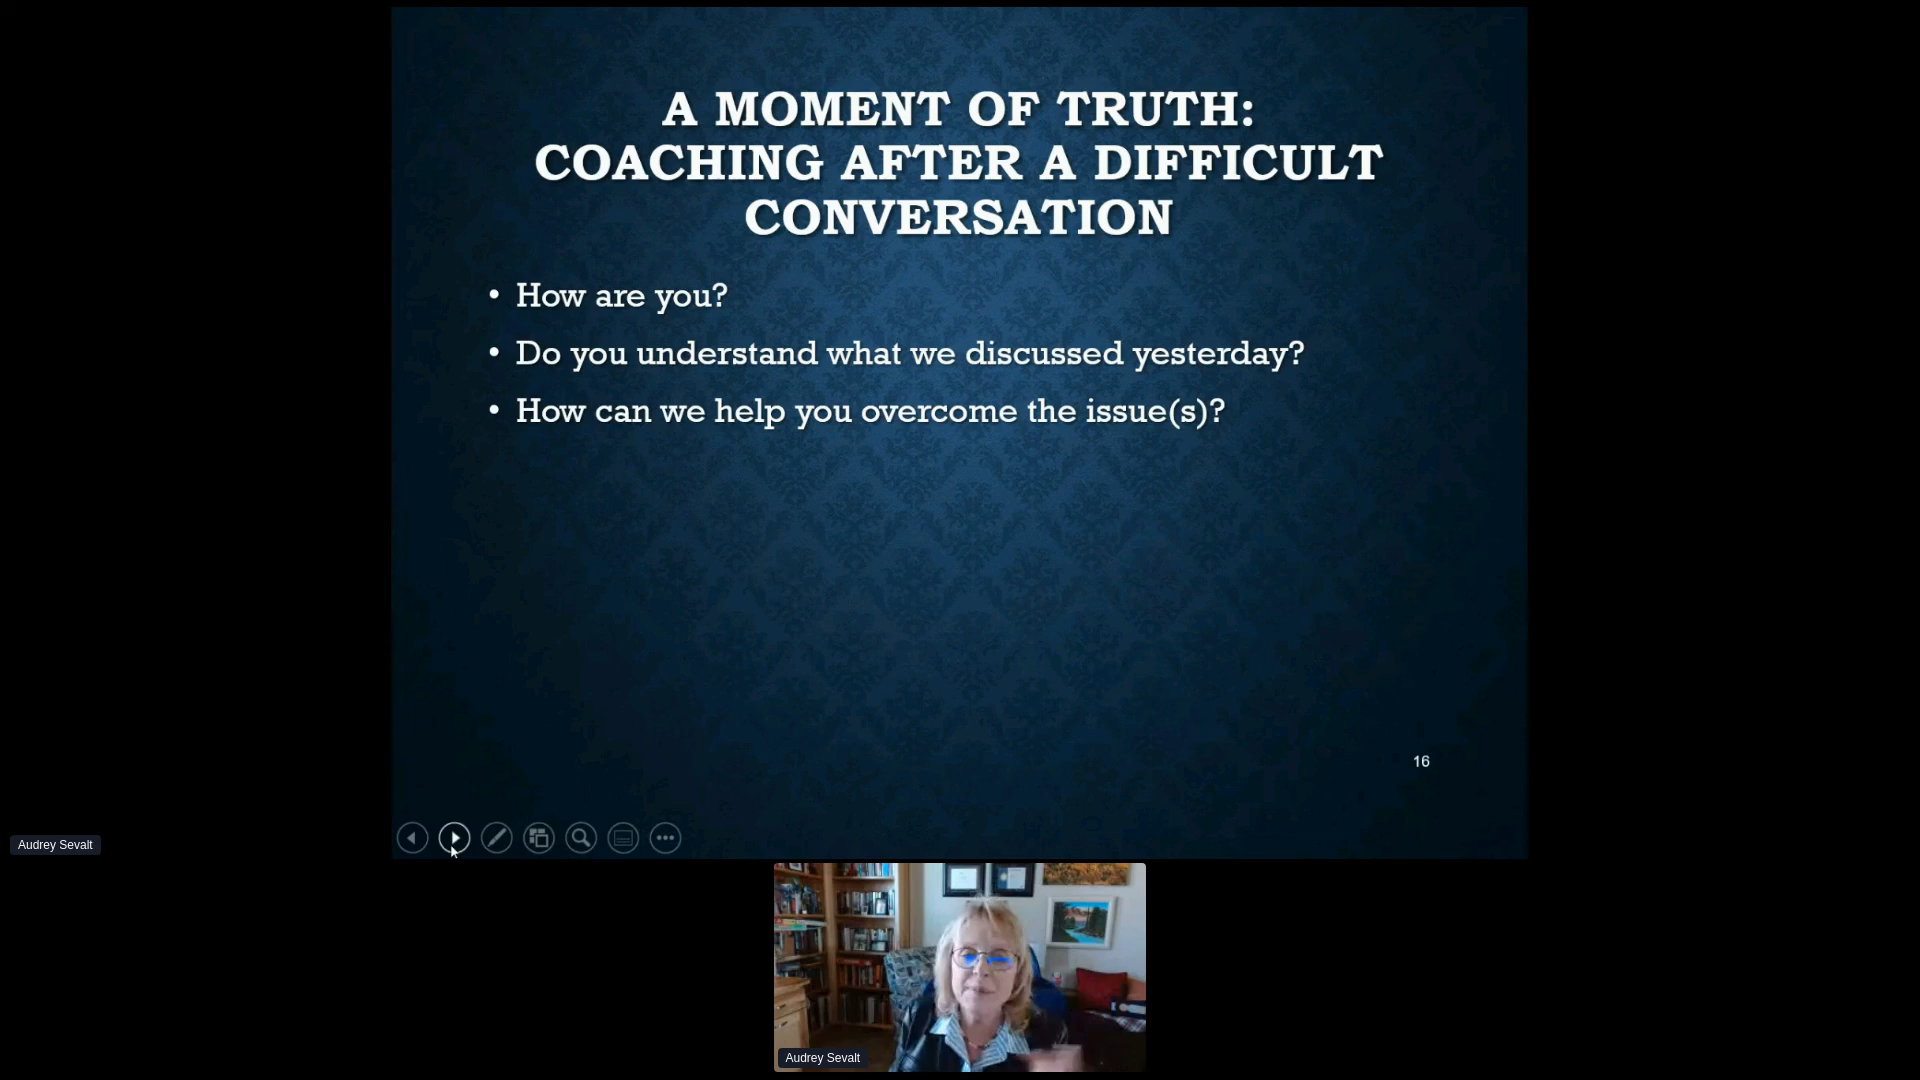 A MOMENT OF TRUTH:
COACHING AFTER A DIFFICULT
CONVERSATION
• How are you?
• Do you understand what we discussed yesterday?
• How can we help you overcome the issue(s)?
16
Audrey Sevalt
Audrey Sevalt